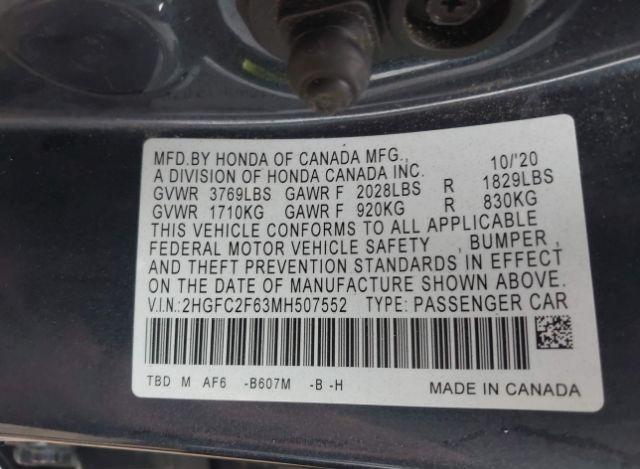 MFD.BY HONDA OF CANADA MFG., 10/'20
A DIVISION OF HONDA CANADA INC.
GVWR 3769LBS GAWR F 2028LBS R 1829LBS
GVWR 1710KG GAWR F 920KG R 830KG
THIS VEHICLE CONFORMS TO ALL APPLICABLE
FEDERAL MOTOR VEHICLE SAFETY , BUMPER ,
AND THEFT PREVENTION STANDARDS IN EFFECT
ON THE DATE OF MANUFACTURE SHOWN ABOVE.
V.I.N.: 2HGFC2F63MH507552 TYPE: PASSENGER CAR
TBD M AF6 -B607M -B -H MADE IN CANADA